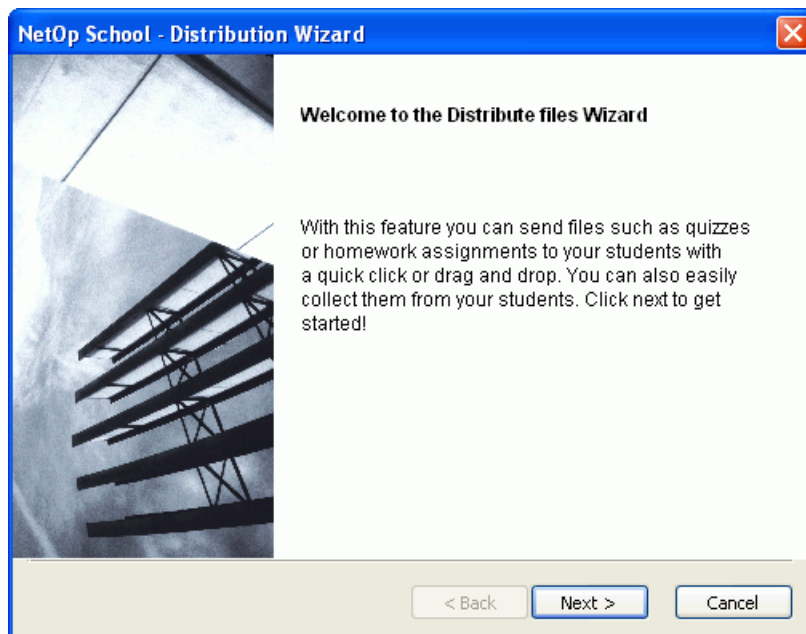 NetOp School - Distribution Wizard
Welcome to the Distribute files Wizard
With this feature you can send files such as quizzes
or homework assignments to your students with
a quick click or drag and drop. You can also easily
collect them from your students. Click next to get
started!
< Back Next > Cancel